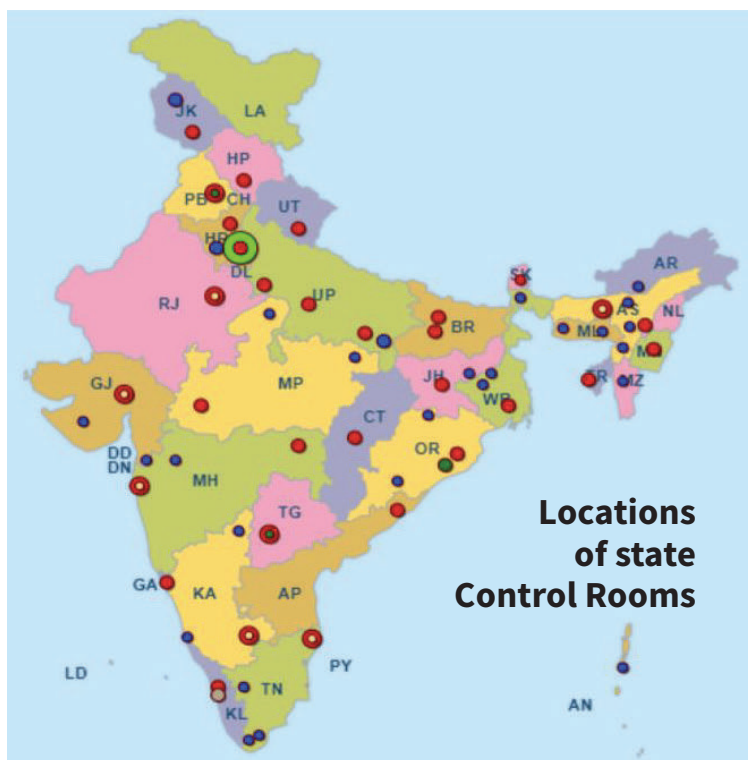 JK
LA
HP
PB
CH
UT
HR
DL
RJ
UP
SK
AR
AS
NL
BR
ML
MN
TR
MZ
GJ
MP
JH
WB
CT
OR
DD
DN
MH
TG
Locations
of state
Control Rooms
GA
KA
AP
LD
PY
TN
KL
AN